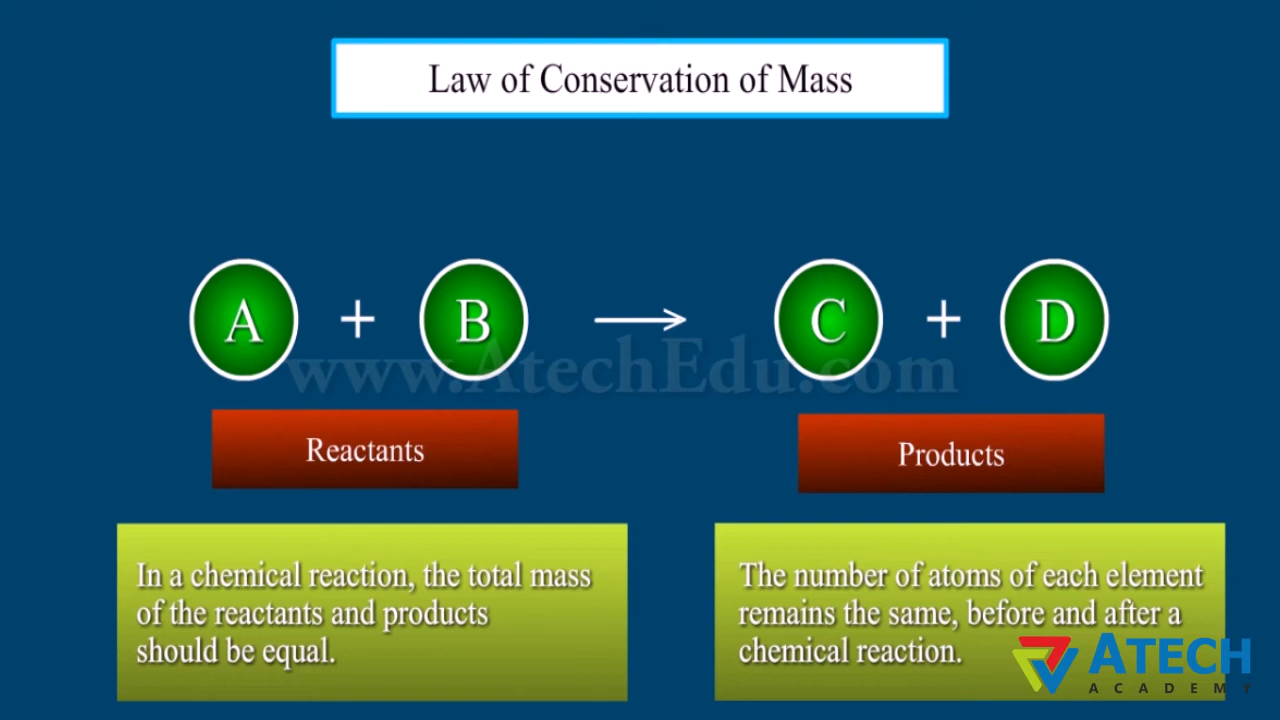 Law of Conservation of Mass
A + B → C + D
www.AtechEdu.com
Reactants
Products
In a chemical reaction, the total mass
of the reactants and products
should be equal.
The number of atoms of each element
remains the same, before and after a
chemical reaction.
ATECH
ACADEMY